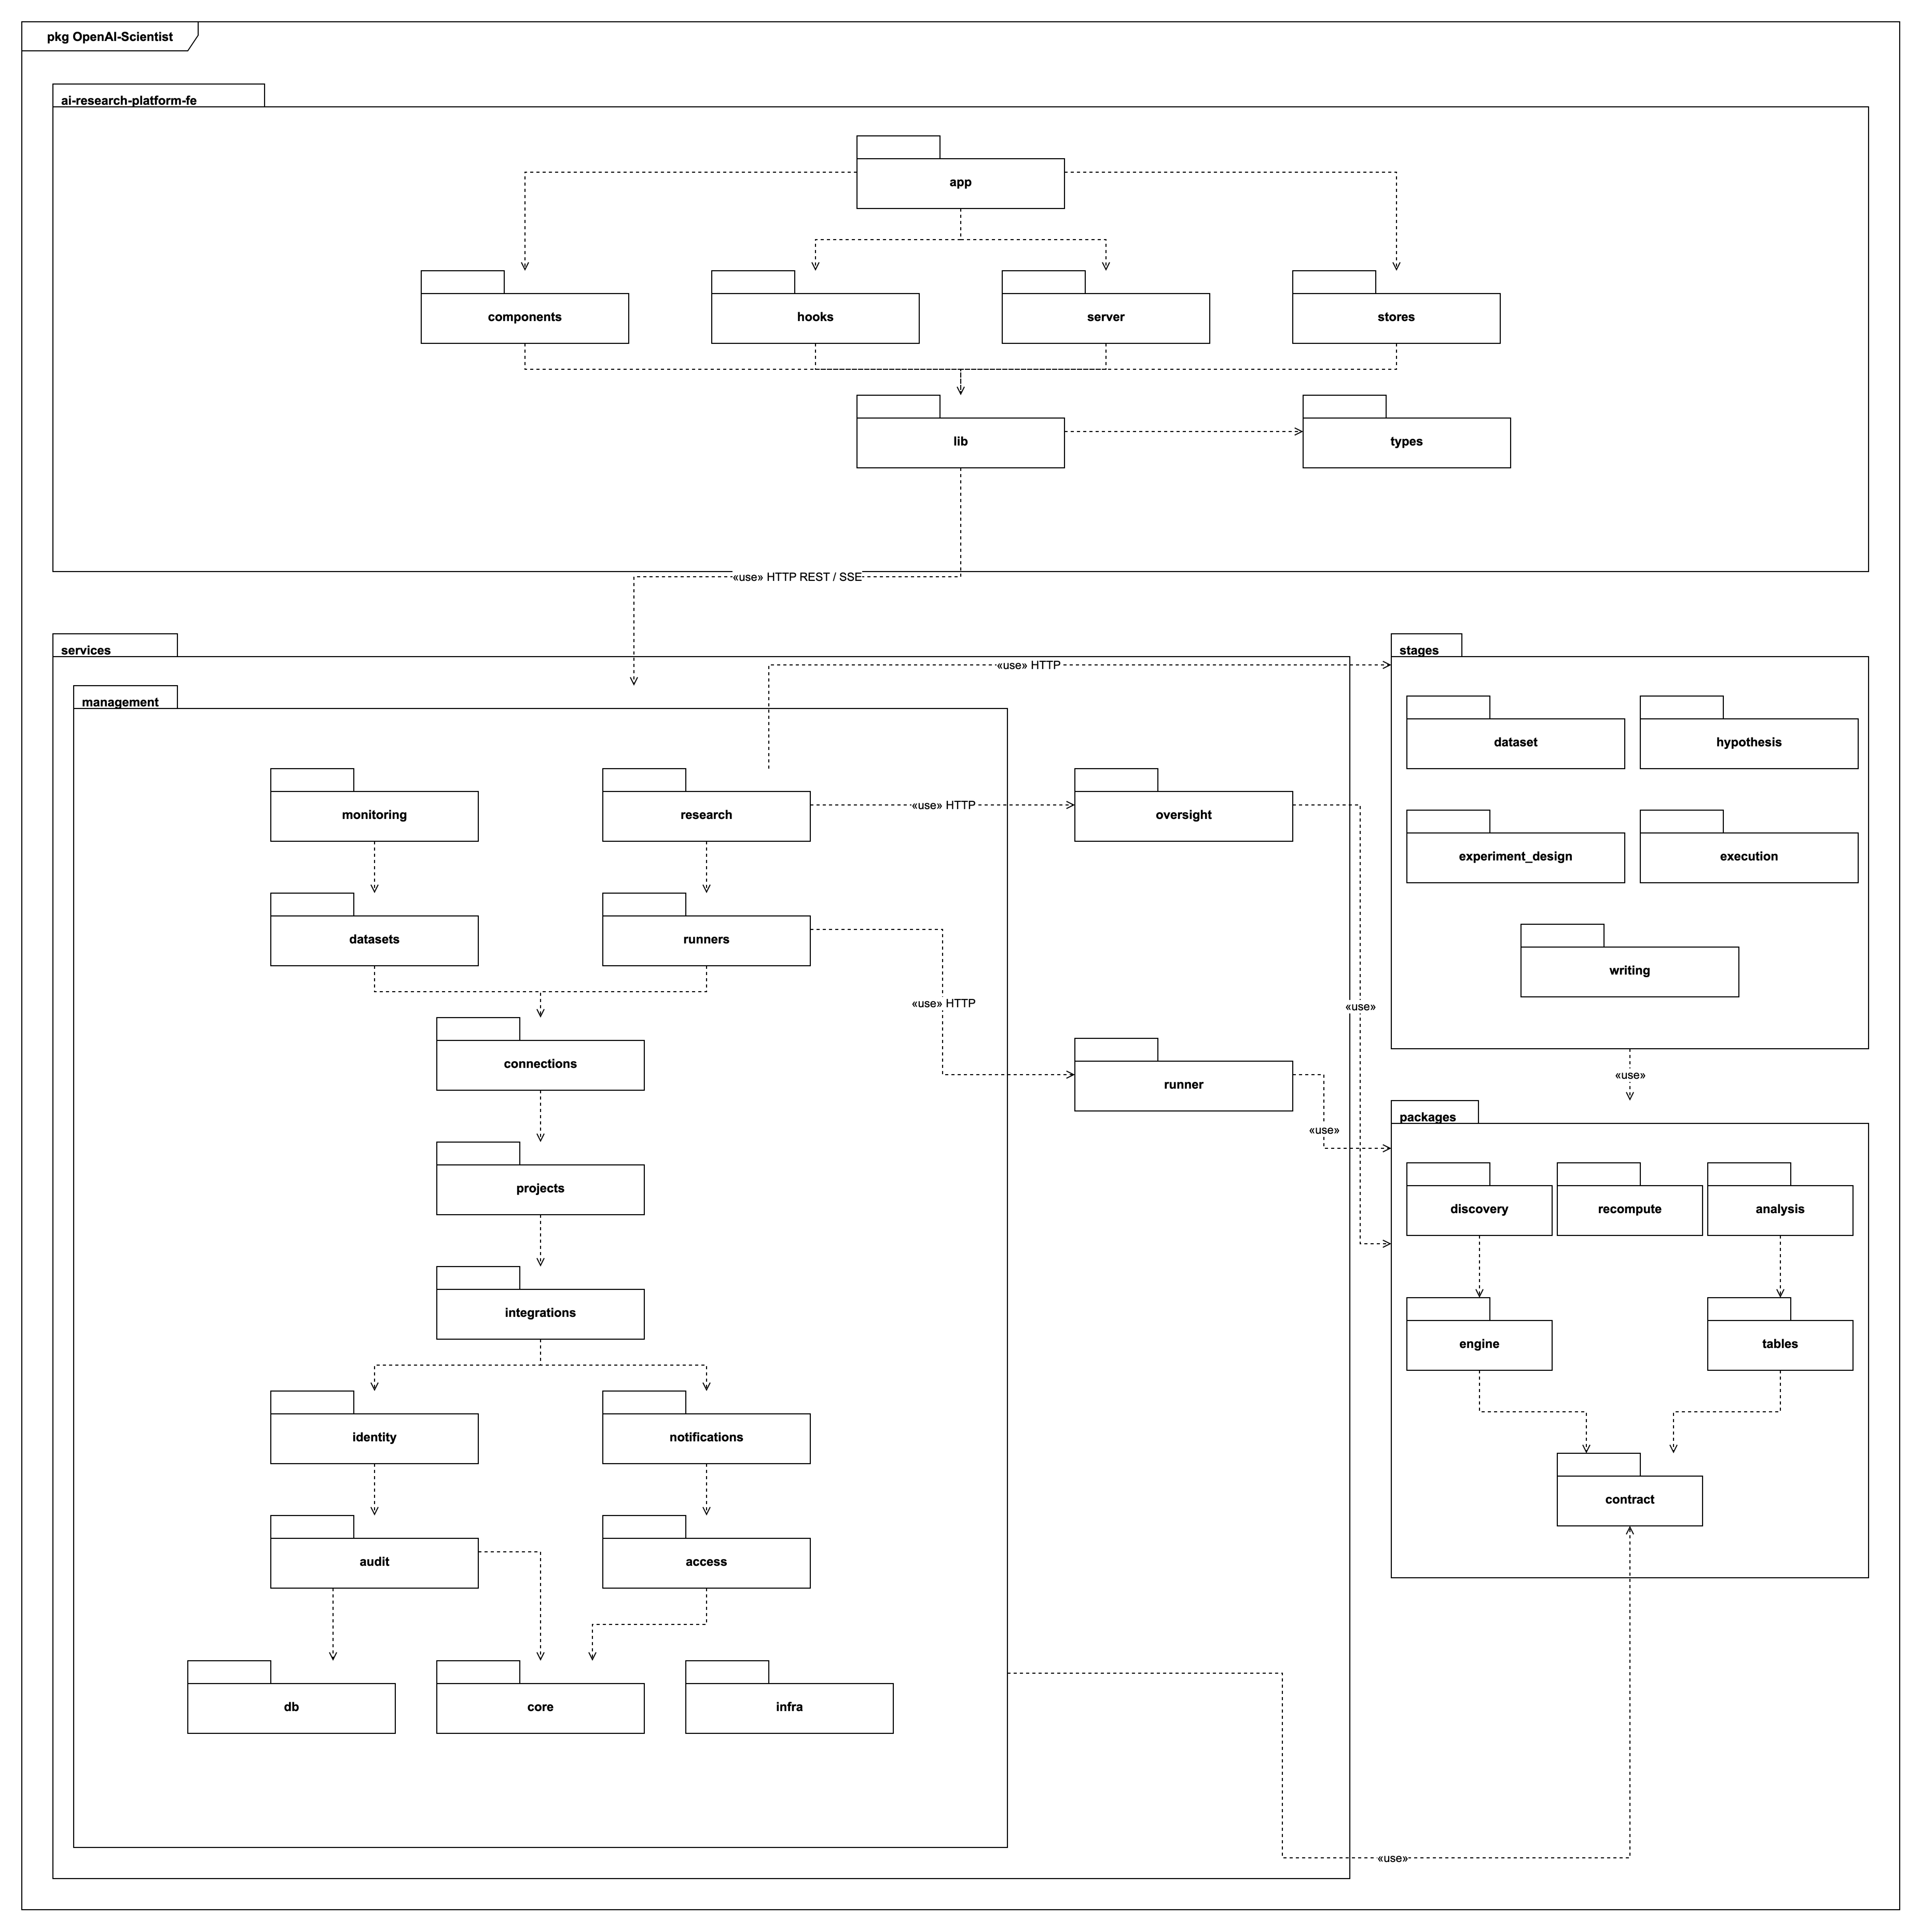 pkg OpenAI-Scientist
ai-research-platform-fe
app
components
hooks
server
stores
lib
types
«use» HTTP REST / SSE
services
stages
«use» HTTP
management
dataset
hypothesis
monitoring
research
«use» HTTP
oversight
experiment_design
execution
datasets
runners
writing
«use» HTTP
«use»
connections
runner
«use»
packages
«use»
projects
discovery
recompute
analysis
integrations
engine
tables
identity
notifications
contract
audit
access
db
core
infra
«use»